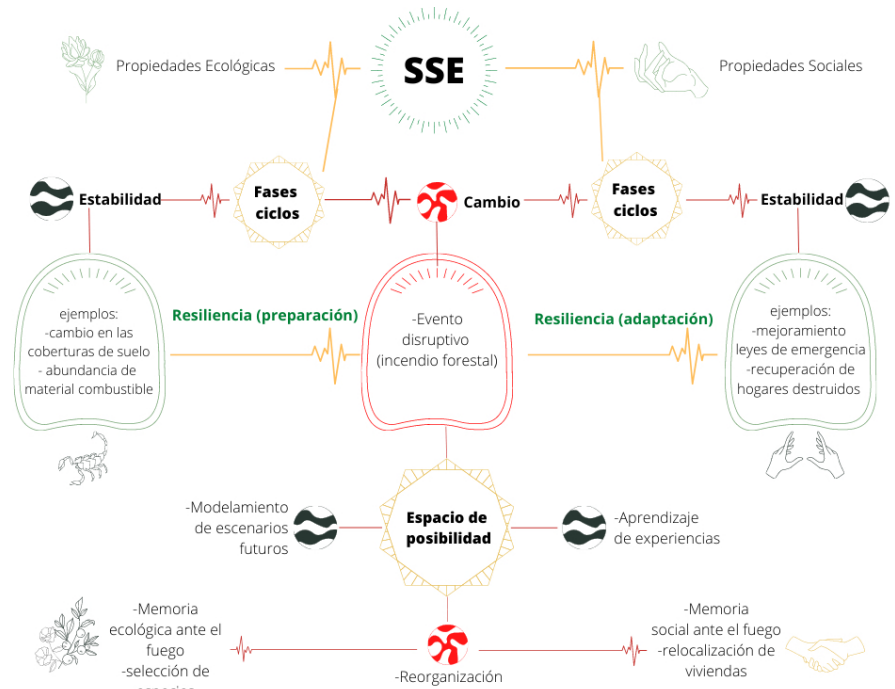 SSE
Propiedades Ecológicas
Propiedades Sociales
Estabilidad
Fases
ciclos
Cambio
Fases
ciclos
Estabilidad
ejemplos:
-cambio en las
coberturas de suelo
- abundancia de
material combustible
Resiliencia (preparación)
-Evento
disruptivo
(incendio forestal)
Resiliencia (adaptación)
ejemplos:
-mejoramiento
leyes de emergencia
-recuperación de
hogares destruidos
-Modelamiento
de escenarios
futuros
Espacio de
posibilidad
-Aprendizaje
de experiencias
-Memoria
ecológica ante el
fuego
-selección de
-Reorganización
-Memoria
social ante el fuego
-relocalización de
viviendas